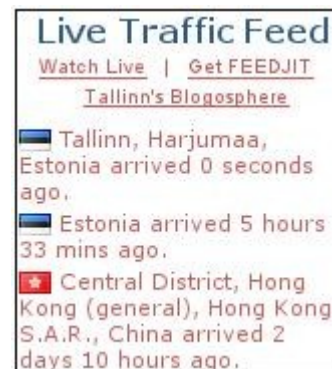 Live Traffic Feed
Watch Live | Get FEEDJIT
Tallinn's Blogosphere
Tallinn, Harjumaa,
Estonia arrived 0 seconds
ago.
Estonia arrived 5 hours
33 mins ago.
Central District, Hong
Kong (general), Hong Kong
S.A.R., China arrived 2
days 10 hours ago.